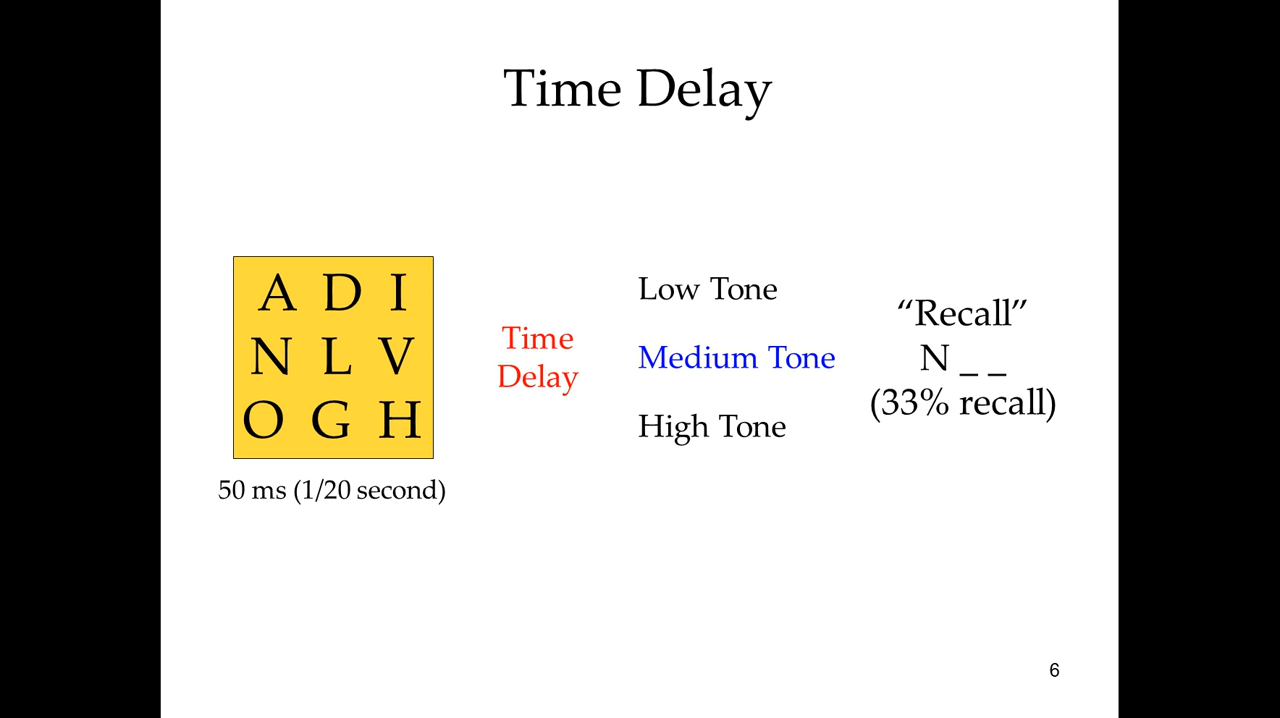 Time Delay
A D I
N L V
O G H
50 ms (1/20 second)
Time
Delay
Low Tone
Medium Tone
High Tone
“Recall”
N _ _
(33% recall)
6